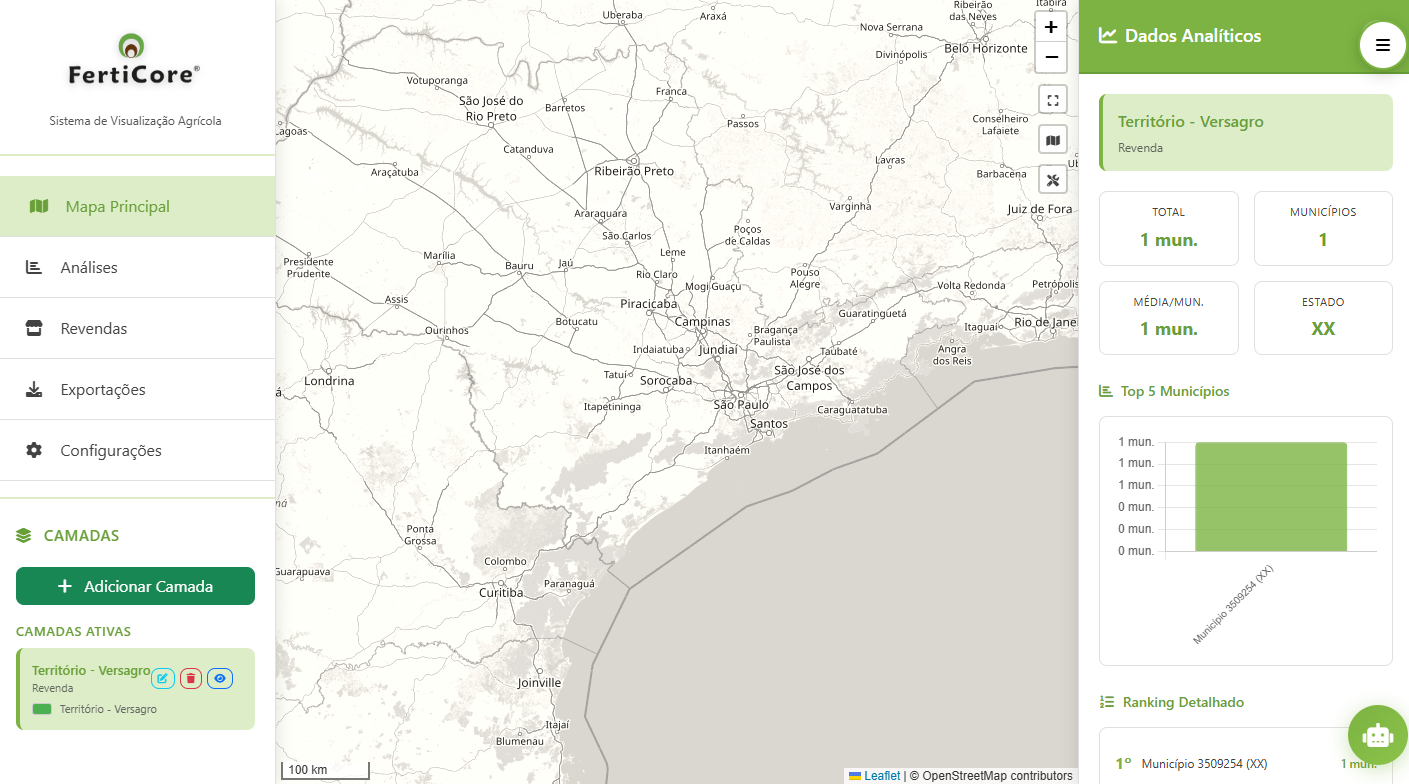 FertiCore®
Sistema de Visualização Agrícola
Mapa Principal
Análises
Revendas
Exportações
Configurações
CAMADAS
+ Adicionar Camada
CAMADAS ATIVAS
Território - Versagro
Revenda
Território - Versagro
Uberaba
Araxá
Ribeirão
das Neves
Itabira
Nova Serrana
Belo Horizonte
Divinópolis
Votuporanga
São José do
Rio Preto
Barretos
Franca
Passos
Conselheiro
Lafaiete
Lagoas
Catanduva
Ribeirão Preto
Lavras
Ub
Barbacena
Araçatuba
Araraquara
Varginha
Juiz de Fora
São Carlos
Poços
de Caldas
Presidente
Prudente
Marília
Bauru
Jaú
Leme
Rio Claro
Mogi Guaçu
Pouso
Alegre
Volta Redonda
Petrópolis
Assis
Piracicaba
Guaratinguetá
Ourinhos
Botucatu
Campinas
Bragança
Paulista
Itaguaí
Rio de Janei
Indaiatuba
Jundiaí
Taubaté
Angra
dos Reis
Londrina
Tatuí
Sorocaba
São José dos
Campos
Itapetininga
São Paulo
Caraguatatuba
Santos
Itanhaém
ná
Ponta
Grossa
Guarapuava
Colombo
Paranaguá
Curitiba
Joinville
Itajaí
Blumenau
100 km
+
−
Leaflet | © OpenStreetMap contributors
Dados Analíticos
Território - Versagro
Revenda
TOTAL
1 mun.
MUNICÍPIOS
1
MÉDIA/MUN.
1 mun.
ESTADO
XX
Top 5 Municípios
1 mun.
1 mun.
1 mun.
0 mun.
0 mun.
0 mun.
Município 3509254 (XX)
Ranking Detalhado
1º Município 3509254 (XX) 1 mun.